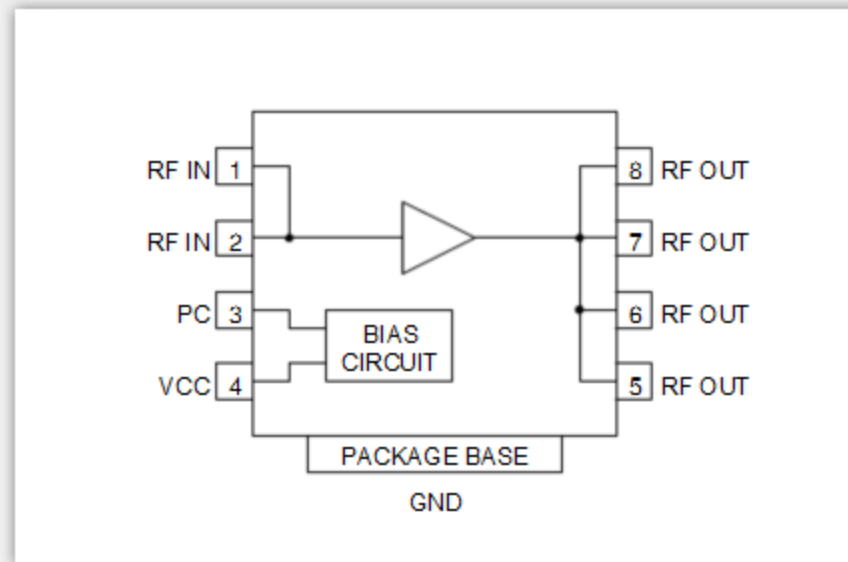 RF IN 1
RF IN 2
PC 3
VCC 4
BIAS
CIRCUIT
8 RF OUT
7 RF OUT
6 RF OUT
5 RF OUT
PACKAGE BASE
GND